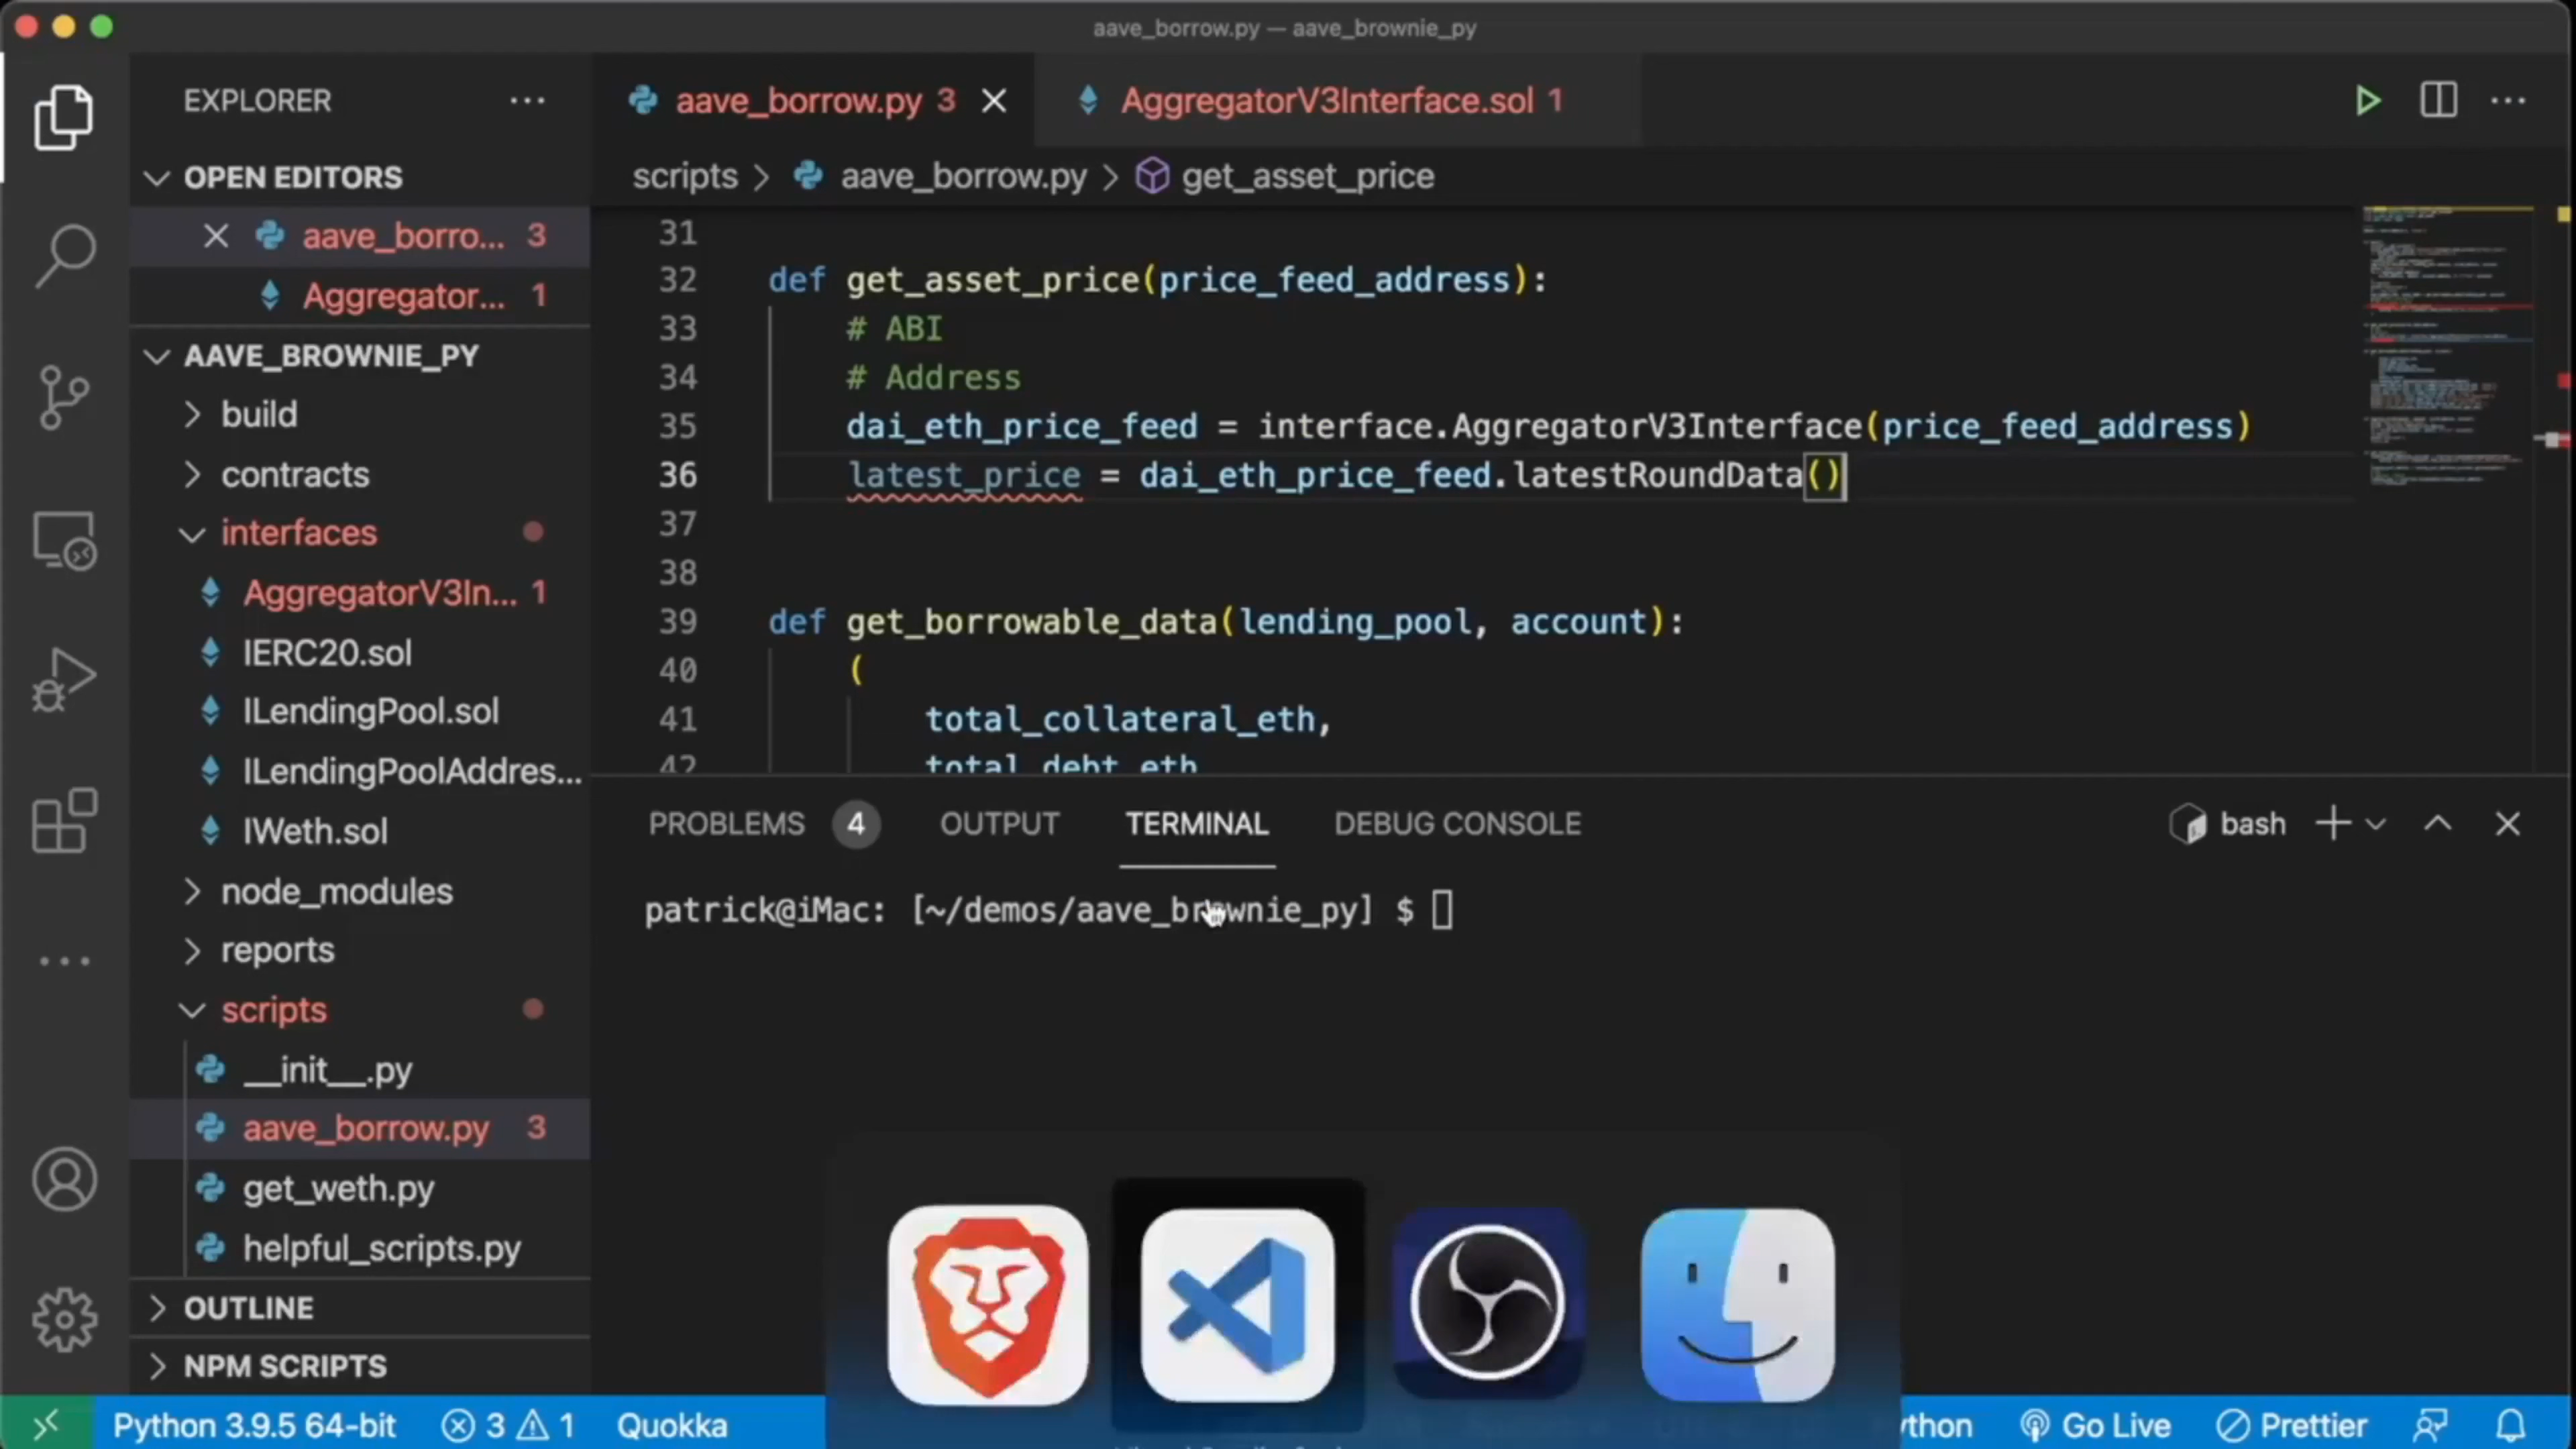 aave_borrow.py — aave_brownie_py
EXPLORER
OPEN EDITORS
aave_borro... 3
Aggregator... 1
AAVE_BROWNIE_PY
build
contracts
interfaces
AggregatorV3In... 1
IERC20.sol
ILendingPool.sol
ILendingPoolAddres...
IWeth.sol
node_modules
reports
scripts
__init__.py
aave_borrow.py 3
get_weth.py
helpful_scripts.py
OUTLINE
NPM SCRIPTS
aave_borrow.py 3
AggregatorV3Interface.sol 1
scripts > aave_borrow.py > get_asset_price
31
32 def get_asset_price(price_feed_address):
33 # ABI
34 # Address
35 dai_eth_price_feed = interface.AggregatorV3Interface(price_feed_address)
36 latest_price = dai_eth_price_feed.latestRoundData()
37
38
39 def get_borrowable_data(lending_pool, account):
40 (
41 total_collateral_eth,
42 total_debt_eth
PROBLEMS 4 OUTPUT TERMINAL DEBUG CONSOLE
bash
patrick@iMac: [~/demos/aave_brownie_py] $
Python 3.9.5 64-bit 3 1 Quokka
ython Go Live Prettier